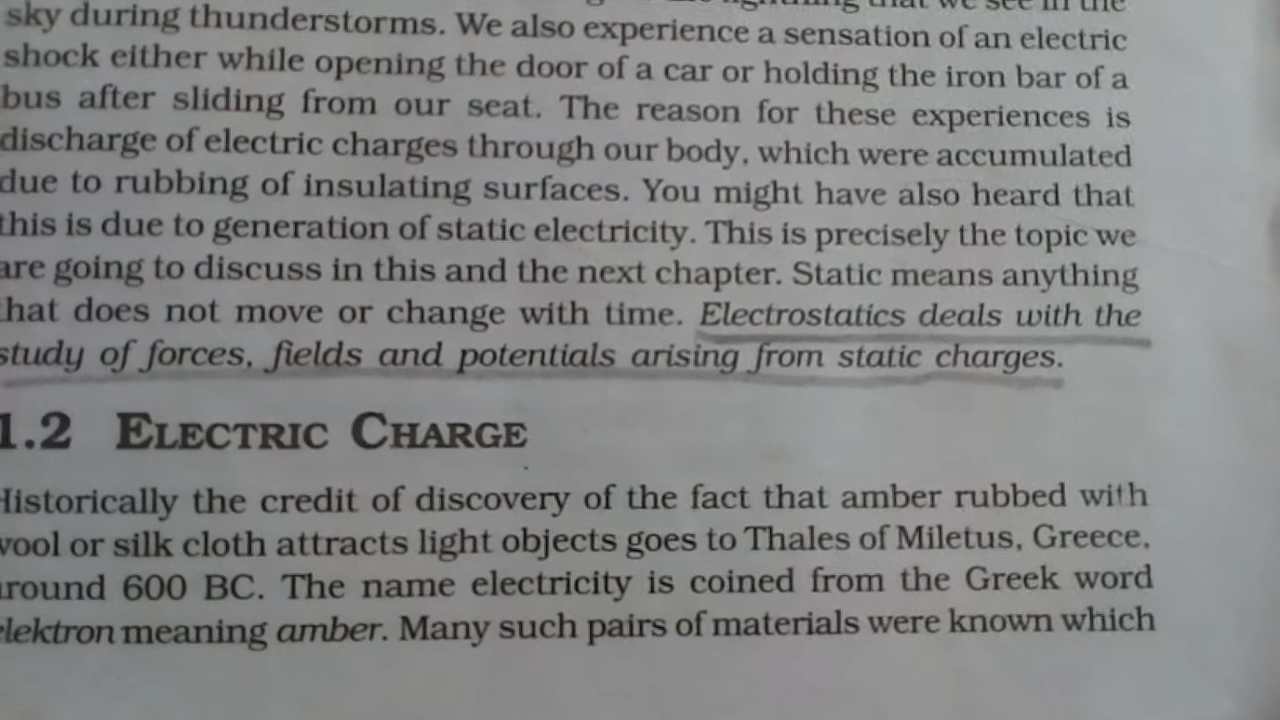 lightning that we see in the
sky during thunderstorms. We also experience a sensation of an electric
shock either while opening the door of a car or holding the iron bar of a
bus after sliding from our seat. The reason for these experiences is
discharge of electric charges through our body, which were accumulated
due to rubbing of insulating surfaces. You might have also heard that
this is due to generation of static electricity. This is precisely the topic we
are going to discuss in this and the next chapter. Static means anything
that does not move or change with time. Electrostatics deals with the
study of forces, fields and potentials arising from static charges.
1.2 ELECTRIC CHARGE
Historically the credit of discovery of the fact that amber rubbed with
wool or silk cloth attracts light objects goes to Thales of Miletus, Greece,
around 600 BC. The name electricity is coined from the Greek word
elektron meaning amber. Many such pairs of materials were known which